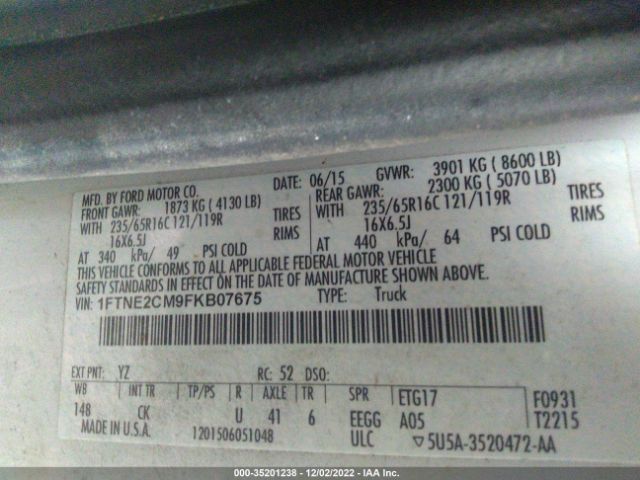 MFD. BY FORD MOTOR CO.
DATE: 06/15 GVWR: 3901 KG ( 8600 LB)
FRONT GAWR: 1873 KG ( 4130 LB) REAR GAWR: 2300 KG ( 5070 LB)
WITH 235/65R16C 121/119R TIRES WITH 235/65R16C 121/119R TIRES
16X6.5J RIMS 16X6.5J RIMS
AT 340 kPa/ 49 PSI COLD AT 440 kPa/ 64 PSI COLD
THIS VEHICLE CONFORMS TO ALL APPLICABLE FEDERAL MOTOR VEHICLE
SAFETY STANDARDS IN EFFECT ON THE DATE OF MANUFACTURE SHOWN ABOVE.
VIN: 1FTNE2CM9FKB07675 TYPE: Truck
EXT PNT: YZ RC: 52 DSO:
WB INT TR TP/PS R AXLE TR SPR ETG17 F0931
148 CK U 41 6 EEGG A05 T2215
MADE IN U.S.A. 1201506051048 ULC ▽5U5A-3520472-AA
000-35201238 - 12/02/2022 - IAA Inc.